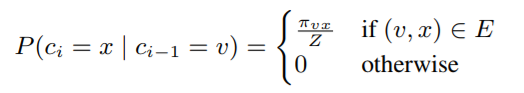 P(c_i = x | c_{i-1} = v) = { π_{vx}/Z if (v, x) ∈ E
0 otherwise